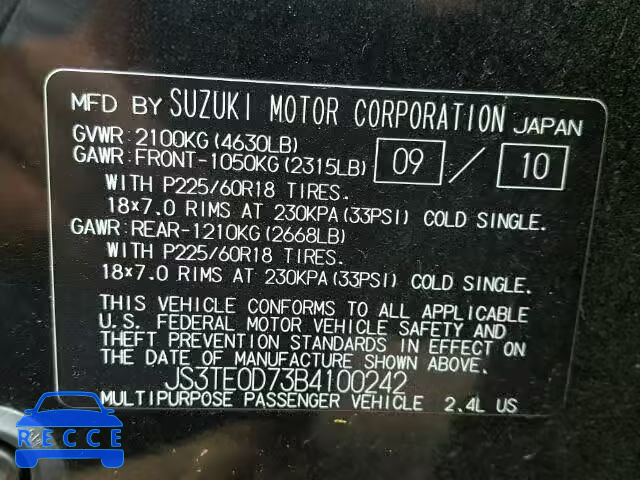 MFD BY SUZUKI MOTOR CORPORATION JAPAN
GVWR: 2100KG (4630LB)
GAWR: FRONT-1050KG (2315LB) 09 / 10
WITH P225/60R18 TIRES.
18×7.0 RIMS AT 230KPA (33PSI) COLD SINGLE.
GAWR: REAR-1210KG (2668LB)
WITH P225/60R18 TIRES.
18×7.0 RIMS AT 230KPA (33PSI) COLD SINGLE.
THIS VEHICLE CONFORMS TO ALL APPLICABLE
U.S. FEDERAL MOTOR VEHICLE SAFETY AND
THEFT PREVENTION STANDARDS IN EFFECT ON
THE DATE OF MANUFACTURE SHOWN ABOVE.
JS3TE0D73B4100242
MULTIPURPOSE PASSENGER VEHICLE 2.4L US
RECCE